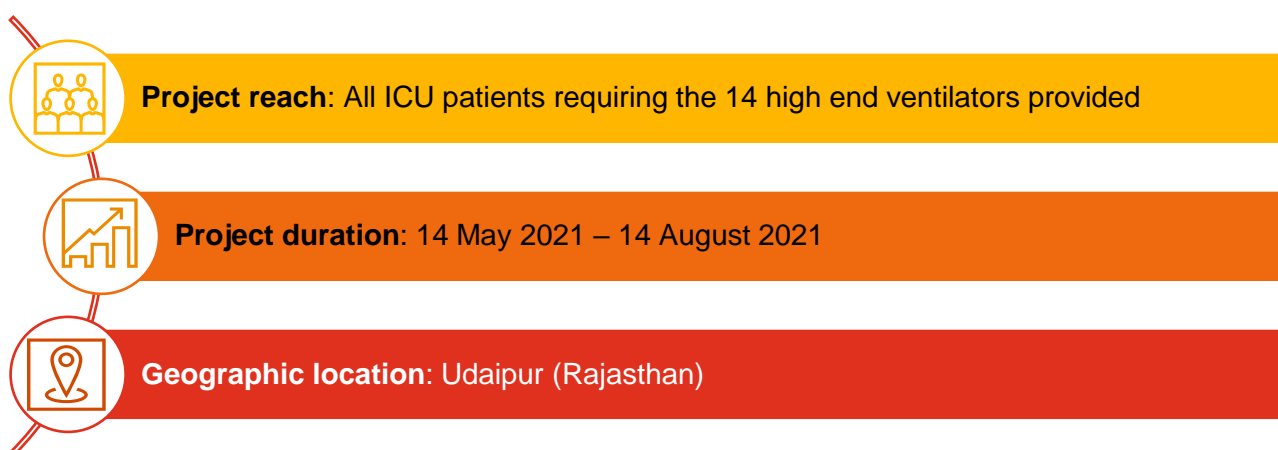 Project reach: All ICU patients requiring the 14 high end ventilators provided
Project duration: 14 May 2021 – 14 August 2021
Geographic location: Udaipur (Rajasthan)